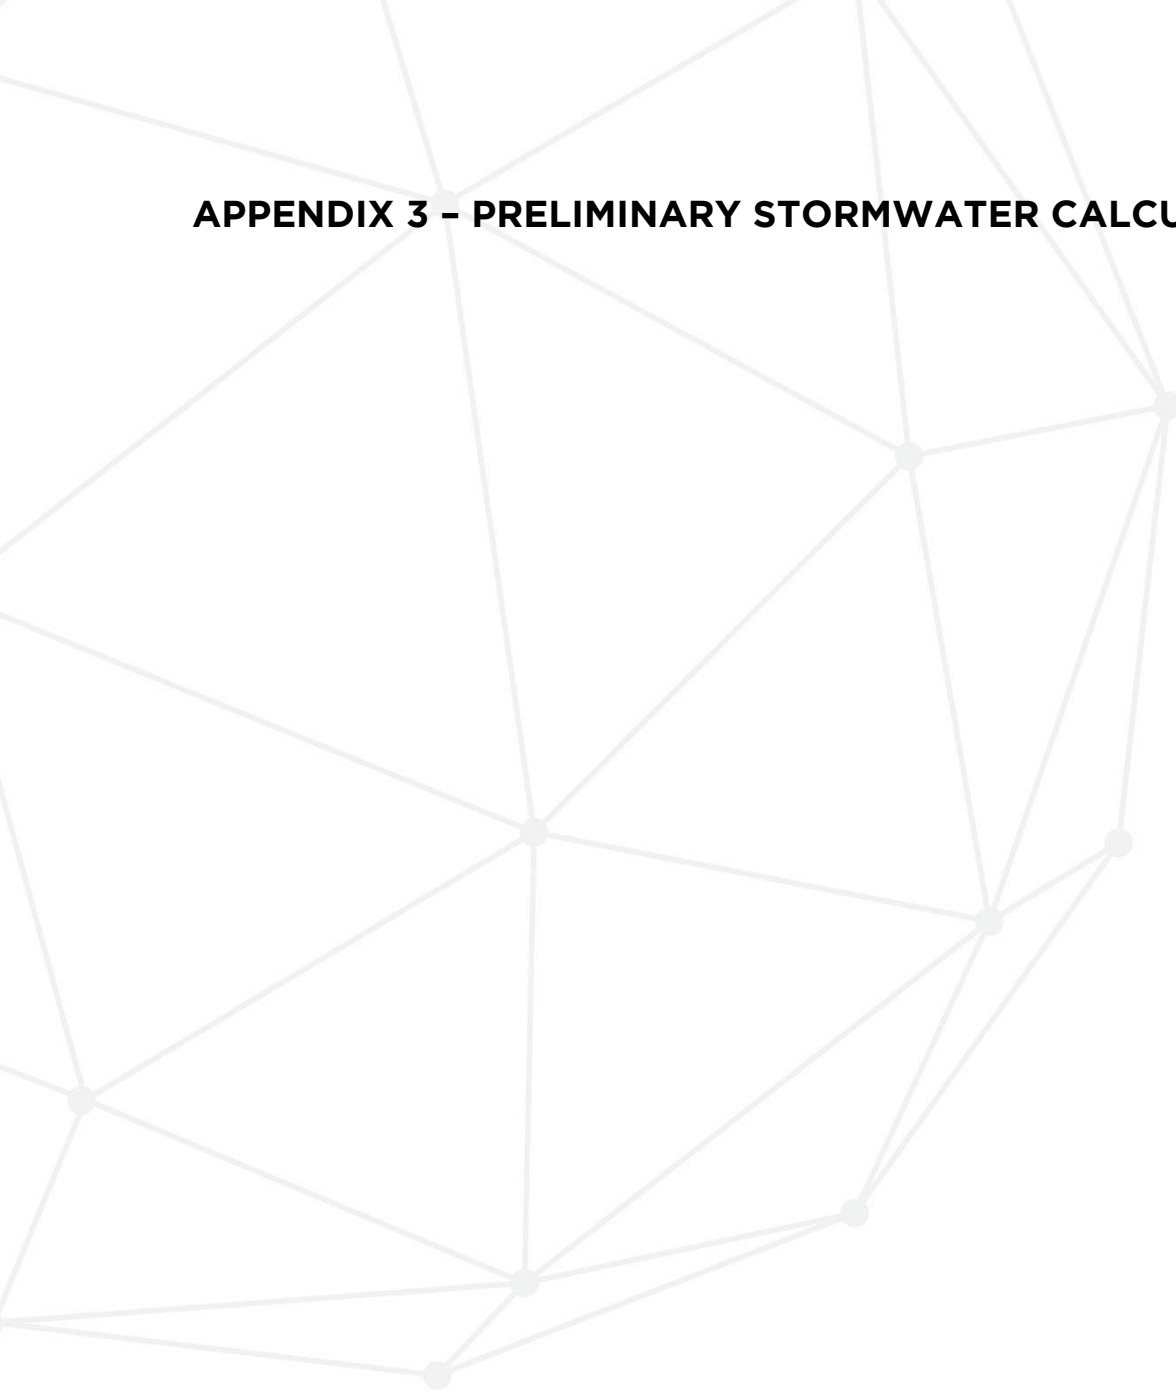 APPENDIX 3 – PRELIMINARY STORMWATER CALCU